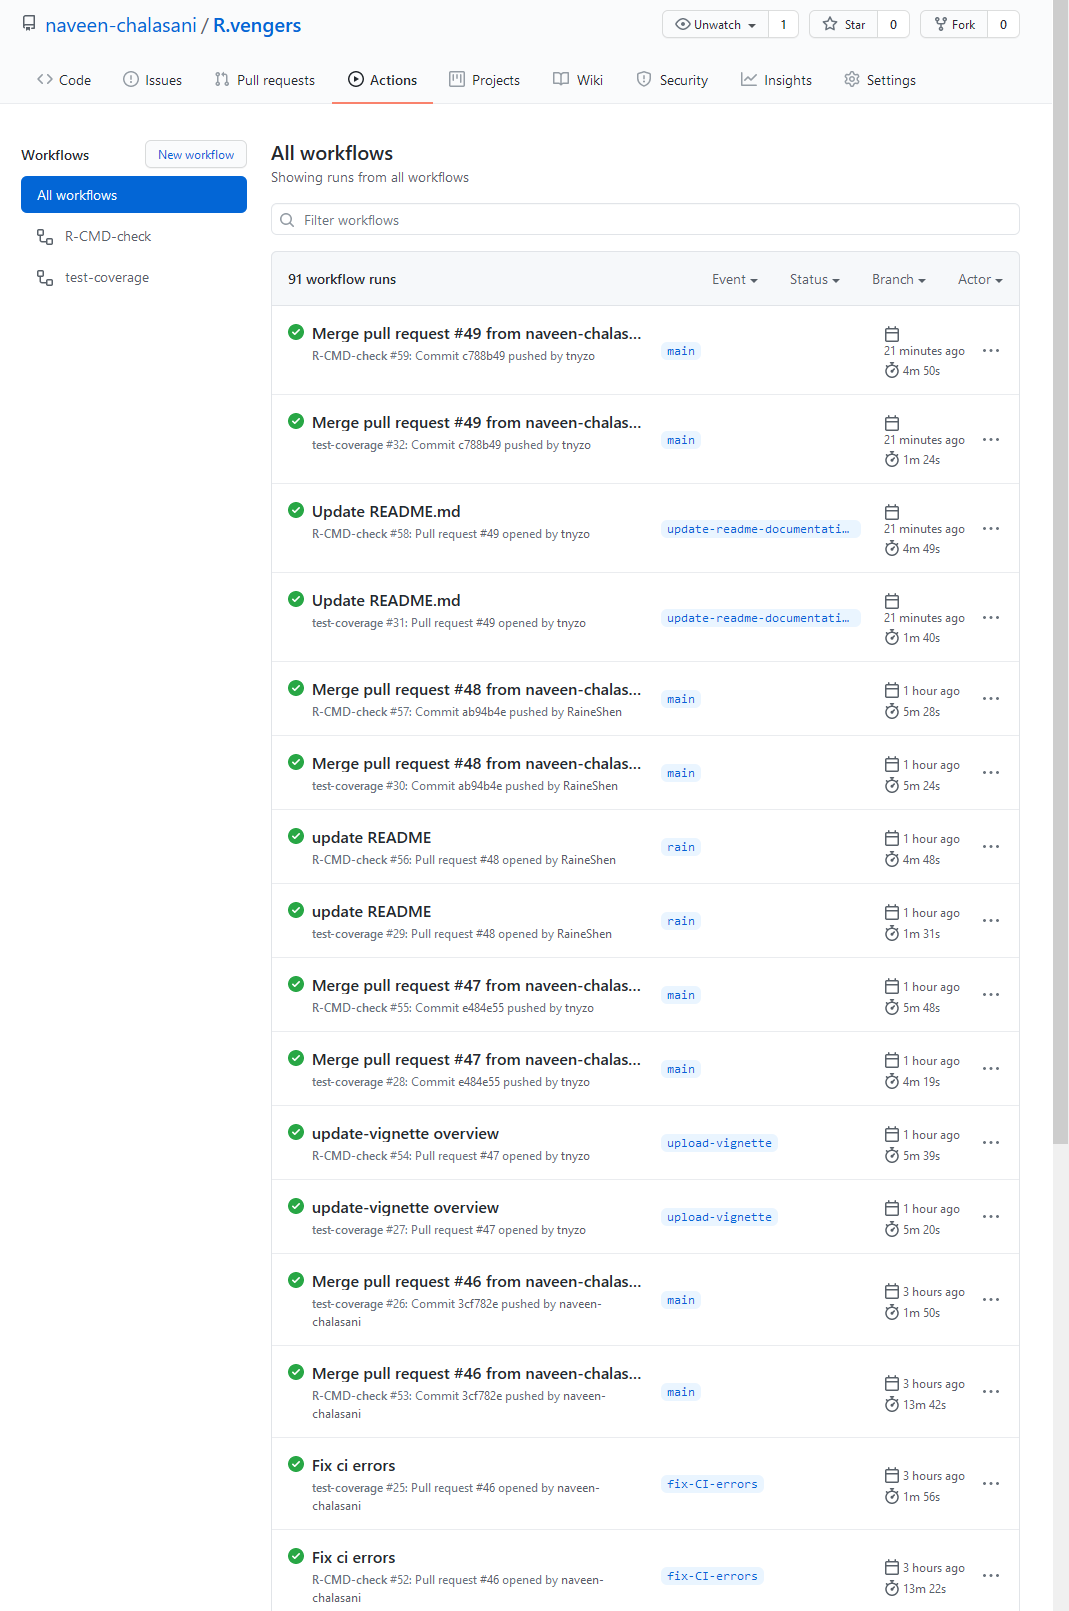 naveen-chalasani / R.vengers
Unwatch 1 Star 0 Fork 0
Code Issues Pull requests Actions Projects Wiki Security Insights Settings
Workflows
New workflow
All workflows
R-CMD-check
test-coverage
All workflows
Showing runs from all workflows
Filter workflows
91 workflow runs Event Status Branch Actor
Merge pull request #49 from naveen-chalas...
R-CMD-check #59: Commit c788b49 pushed by tnyzo
main
21 minutes ago
4m 50s
Merge pull request #49 from naveen-chalas...
test-coverage #32: Commit c788b49 pushed by tnyzo
main
21 minutes ago
1m 24s
Update README.md
R-CMD-check #58: Pull request #49 opened by tnyzo
update-readme-documentati...
21 minutes ago
4m 49s
Update README.md
test-coverage #31: Pull request #49 opened by tnyzo
update-readme-documentati...
21 minutes ago
1m 40s
Merge pull request #48 from naveen-chalas...
R-CMD-check #57: Commit ab94b4e pushed by RaineShen
main
1 hour ago
5m 28s
Merge pull request #48 from naveen-chalas...
test-coverage #30: Commit ab94b4e pushed by RaineShen
main
1 hour ago
5m 24s
update README
R-CMD-check #56: Pull request #48 opened by RaineShen
rain
1 hour ago
4m 48s
update README
test-coverage #29: Pull request #48 opened by RaineShen
rain
1 hour ago
1m 31s
Merge pull request #47 from naveen-chalas...
R-CMD-check #55: Commit e484e55 pushed by tnyzo
main
1 hour ago
5m 48s
Merge pull request #47 from naveen-chalas...
test-coverage #28: Commit e484e55 pushed by tnyzo
main
1 hour ago
4m 19s
update-vignette overview
R-CMD-check #54: Pull request #47 opened by tnyzo
upload-vignette
1 hour ago
5m 39s
update-vignette overview
test-coverage #27: Pull request #47 opened by tnyzo
upload-vignette
1 hour ago
5m 20s
Merge pull request #46 from naveen-chalas...
test-coverage #26: Commit 3cf782e pushed by naveen-
chalasani
main
3 hours ago
1m 50s
Merge pull request #46 from naveen-chalas...
R-CMD-check #53: Commit 3cf782e pushed by naveen-
chalasani
main
3 hours ago
13m 42s
Fix ci errors
test-coverage #25: Pull request #46 opened by naveen-
chalasani
fix-CI-errors
3 hours ago
1m 56s
Fix ci errors
R-CMD-check #52: Pull request #46 opened by naveen-
chalasani
fix-CI-errors
3 hours ago
13m 22s